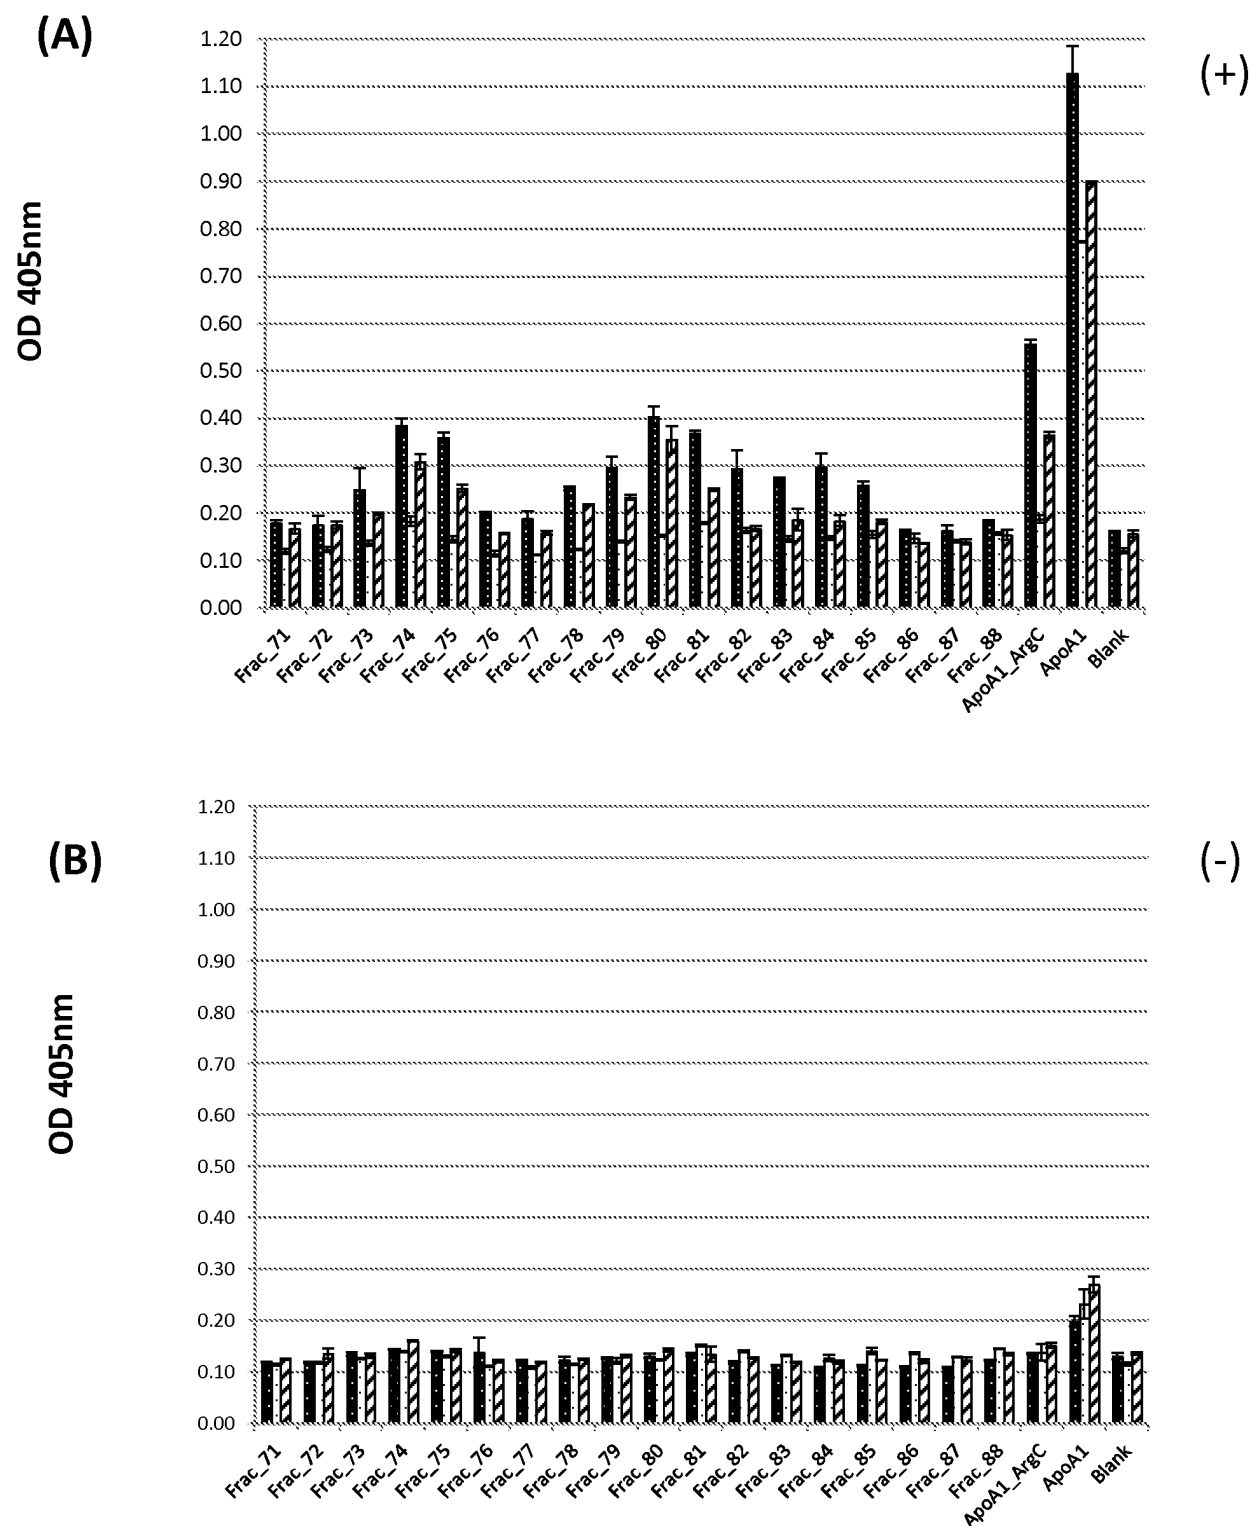 (A)
(+)
OD 405nm
1.20
1.10
1.00
0.90
0.80
0.70
0.60
0.50
0.40
0.30
0.20
0.10
0.00
Frac_71
Frac_72
Frac_73
Frac_74
Frac_75
Frac_76
Frac_77
Frac_78
Frac_79
Frac_80
Frac_81
Frac_82
Frac_83
Frac_84
Frac_85
Frac_86
Frac_87
Frac_88
ApoA1_ArgC
ApoA1
Blank
(B)
(-)
OD 405nm
1.20
1.10
1.00
0.90
0.80
0.70
0.60
0.50
0.40
0.30
0.20
0.10
0.00
Frac_71
Frac_72
Frac_73
Frac_74
Frac_75
Frac_76
Frac_77
Frac_78
Frac_79
Frac_80
Frac_81
Frac_82
Frac_83
Frac_84
Frac_85
Frac_86
Frac_87
Frac_88
ApoA1_ArgC
ApoA1
Blank